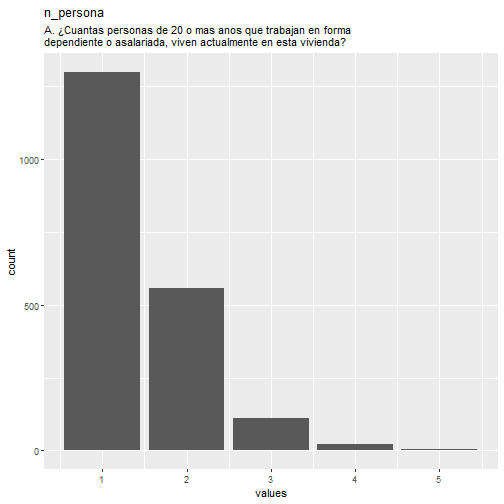 n_persona
A. ¿Cuantas personas de 20 o mas anos que trabajan en forma
dependiente o asalariada, viven actualmente en esta vivienda?
1000
500
0
count
1
2
3
4
5
values